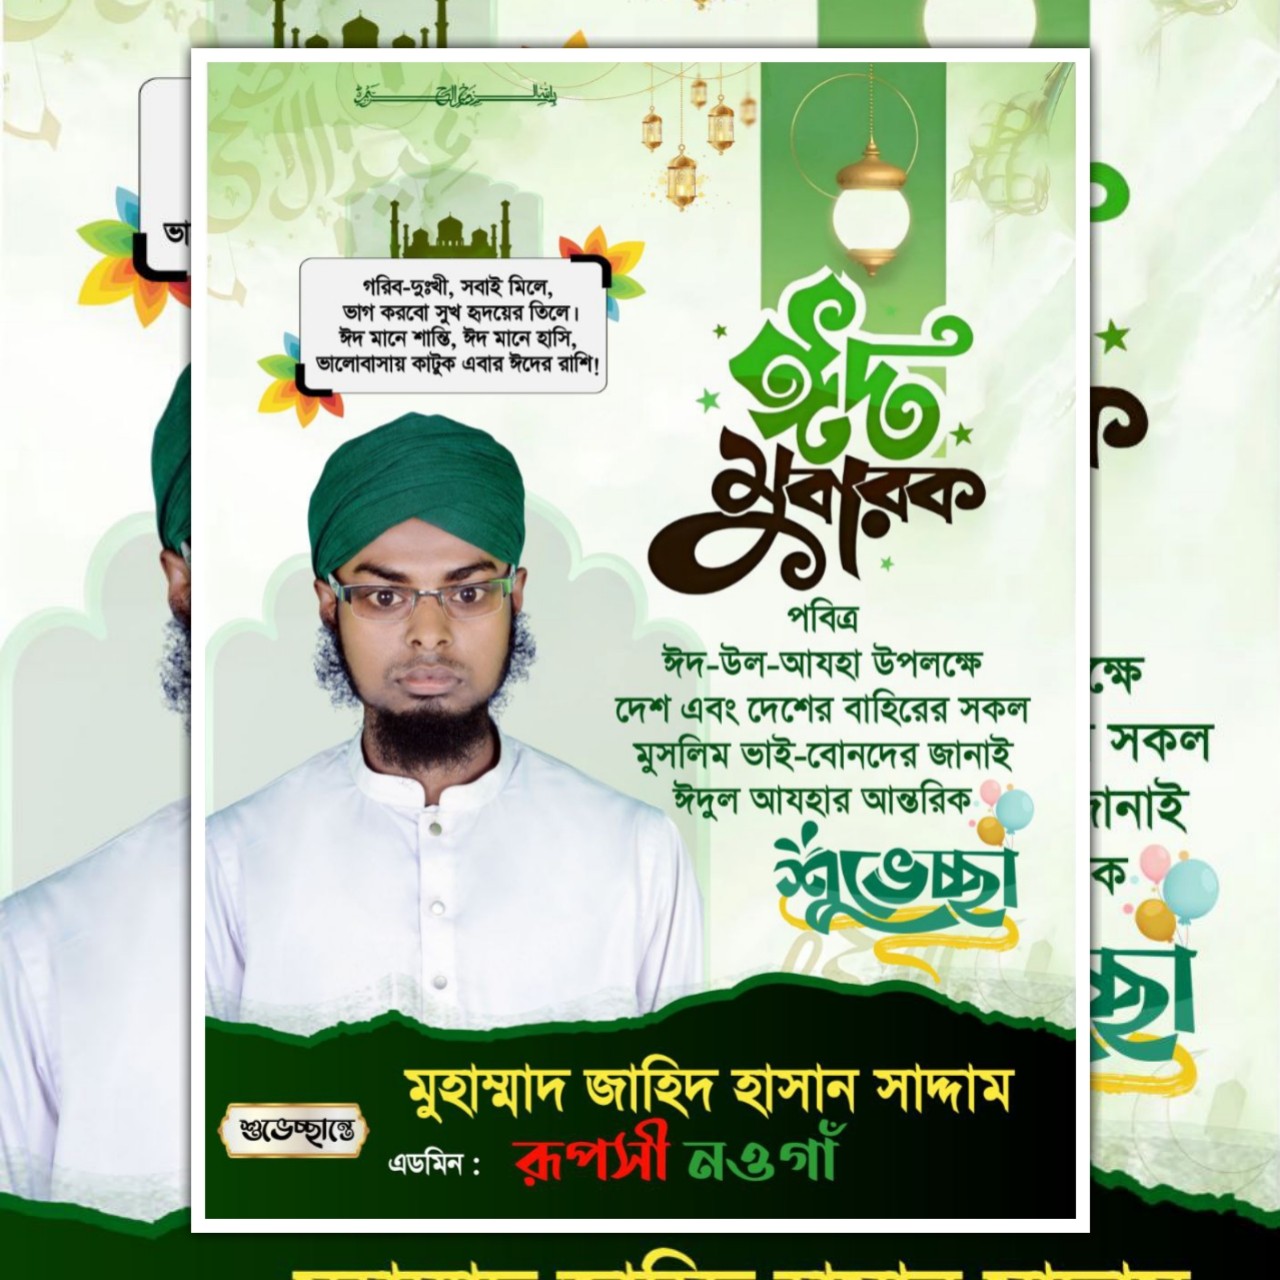 গরিব-দুঃখী, সবাই মিলে,
ভাগ করবো সুখ হৃদয়ের তিলে।
ঈদ মানে শান্তি, ঈদ মানে হাসি,
ভালোবাসায় কাটুক এবার ঈদের রাশি!
ঈদ
মুবারক
পবিত্র
ঈদ-উল-আযহা উপলক্ষে
দেশ এবং দেশের বাহিরের সকল
মুসলিম ভাই-বোনদের জানাই
ঈদুল আযহার আন্তরিক
শুভেচ্ছা
মুহাম্মাদ জাহিদ হাসান সাদ্দাম
শুভেচ্ছান্তে
এডমিন : রূপসী নওগাঁ